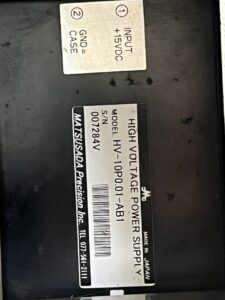 ① INPUT
+15VDC
② GND=
CASE
MADE IN JAPAN
HIGH VOLTAGE POWER SUPPLY
MODEL HV-10P0.01-AB1
S/N
007284V
MATSUSADA Precision Inc. TEL 077-561-2111